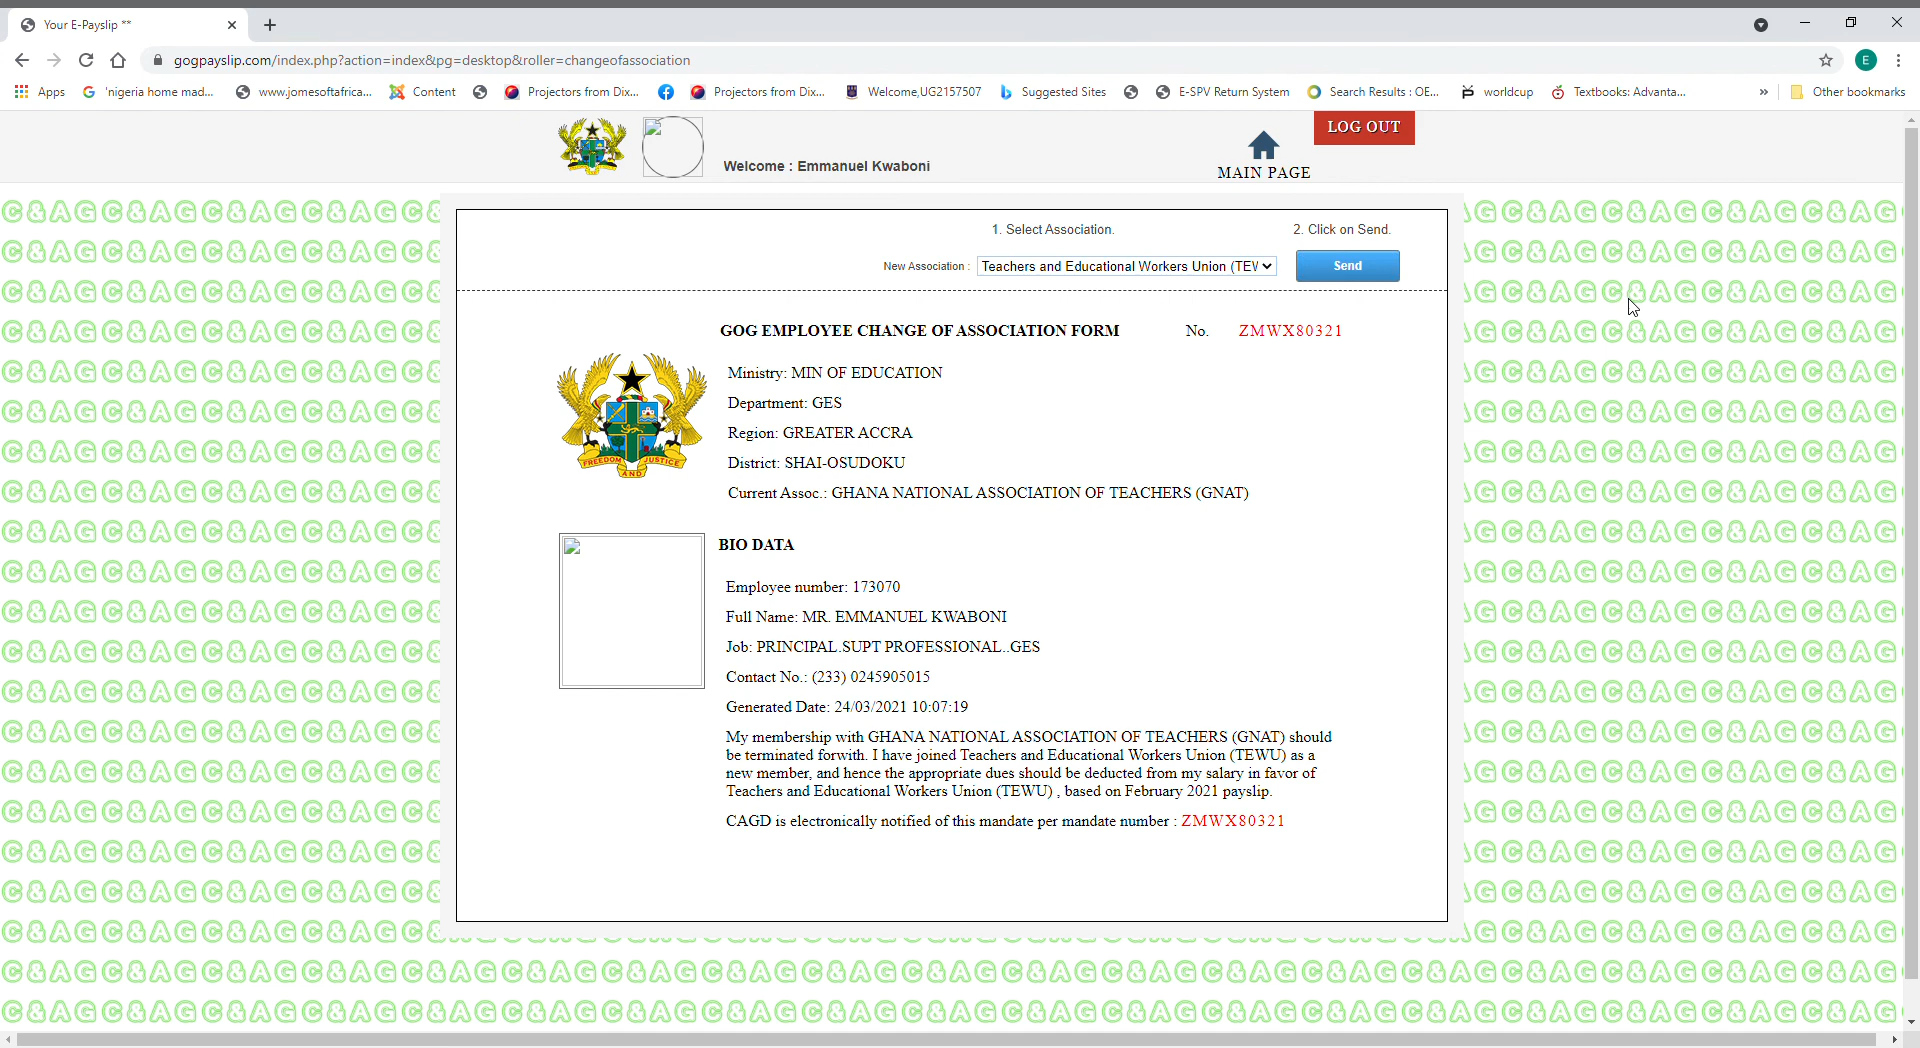 Your E-Payslip **
gogpayslip.com/index.php?action=index&pg=desktop&roller=changeofassociation
E
Apps
'nigeria home mad...
www.jomesoftafrica...
Content
Projectors from Dix...
Projectors from Dix...
Welcome,UG2157507
Suggested Sites
E-SPV Return System
Search Results : OE...
worldcup
Textbooks: Advanta...
»
Other bookmarks
Welcome : Emmanuel Kwaboni
MAIN PAGE
LOG OUT
1. Select Association.
2. Click on Send.
New Association :
Teachers and Educational Workers Union (TEW
Send
GOG EMPLOYEE CHANGE OF ASSOCIATION FORM
No. ZMWX80321
FREEDOM AND JUSTICE
Ministry: MIN OF EDUCATION
Department: GES
Region: GREATER ACCRA
District: SHAI-OSUDOKU
Current Assoc.: GHANA NATIONAL ASSOCIATION OF TEACHERS (GNAT)
BIO DATA
Employee number: 173070
Full Name: MR. EMMANUEL KWABONI
Job: PRINCIPAL.SUPT PROFESSIONAL..GES
Contact No.: (233) 0245905015
Generated Date: 24/03/2021 10:07:19
My membership with GHANA NATIONAL ASSOCIATION OF TEACHERS (GNAT) should
be terminated forwith. I have joined Teachers and Educational Workers Union (TEWU) as a
new member, and hence the appropriate dues should be deducted from my salary in favor of
Teachers and Educational Workers Union (TEWU) , based on February 2021 payslip.
CAGD is electronically notified of this mandate per mandate number : ZMWX80321
C&AG C&AG C&AG C&AG